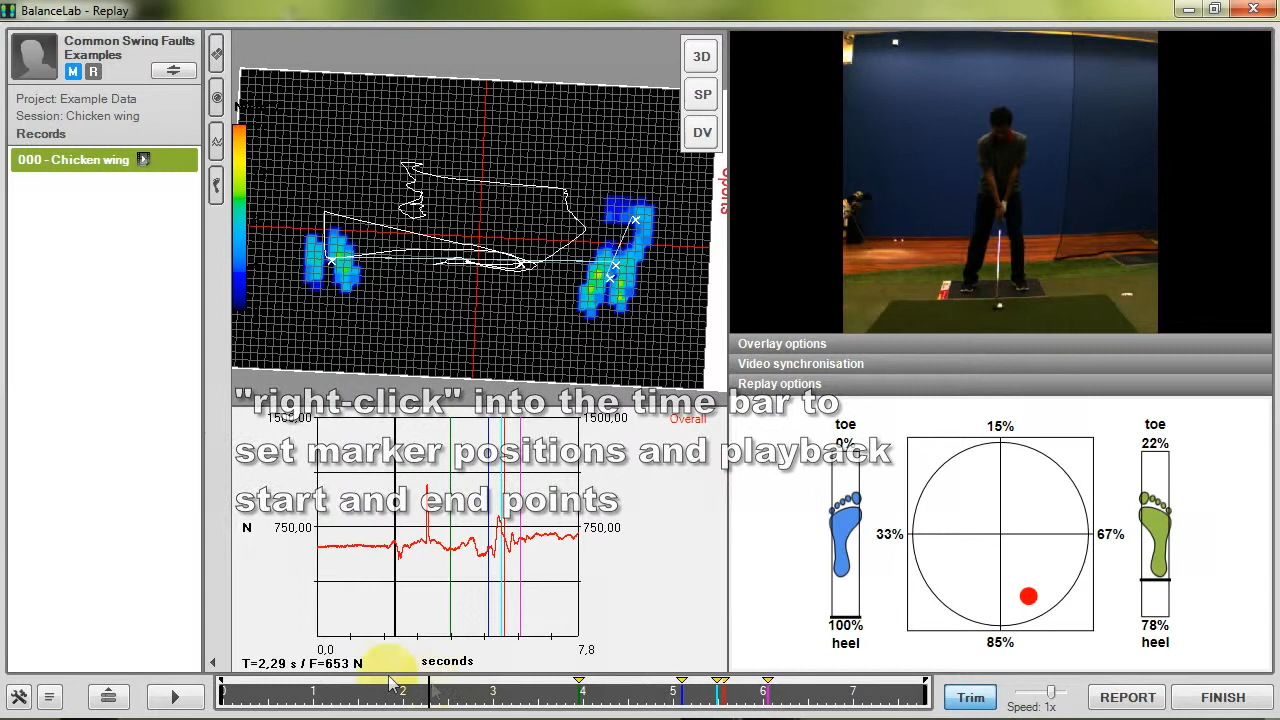 BalanceLab - Replay
Common Swing Faults
Examples
M R
Project: Example Data
Session: Chicken wing
Records
000 - Chicken wing
3D
SP
DV
Overlay options
Video synchronisation
Replay options
"right-click" into the time bar to
set marker positions and playback
start and end points
1500,00
1500,00
Overall
N
750,00
750,00
0,0
7,8
seconds
T=2,29 s / F=653 N
toe
0%
100%
heel
15%
33%
67%
85%
toe
22%
78%
heel
0 1 2 3 4 5 6 7
Trim
Speed: 1x
REPORT
FINISH